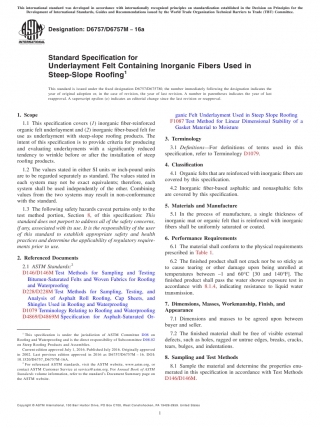 This international standard was developed in accordance with internationally recognized principles on standardization established in the Decision on Principles for the
Development of International Standards, Guides and Recommendations issued by the World Trade Organization Technical Barriers to Trade (TBT) Committee.
Designation: D6757/D6757M − 16a
INTERNATIONAL
Standard Specification for
Underlayment Felt Containing Inorganic Fibers Used in
Steep-Slope Roofing1
This standard is issued under the fixed designation D6757/D6757M; the number immediately following the designation indicates the
year of original adoption or, in the case of revision, the year of last revision. A number in parentheses indicates the year of last
reapproval. A superscript epsilon (ε) indicates an editorial change since the last revision or reapproval.
1. Scope
1.1 This specification covers (1) inorganic fiber-reinforced
organic felt underlayment and (2) inorganic fiber-based felt for
use as underlayment with steep-slope roofing products. The
intent of this specification is to provide criteria for producing
and evaluating underlayments with a significantly reduced
tendency to wrinkle before or after the installation of steep
roofing products.
1.2 The values stated in either SI units or inch-pound units
are to be regarded separately as standard. The values stated in
each system may not be exact equivalents; therefore, each
system shall be used independently of the other. Combining
values from the two systems may result in non-conformance
with the standard.
1.3 The following safety hazards caveat pertains only to the
test method portion, Section 8, of this specification: This
standard does not purport to address all of the safety concerns,
if any, associated with its use. It is the responsibility of the user
of this standard to establish appropriate safety and health
practices and determine the applicability of regulatory require-
ments prior to use.
2. Referenced Documents
2.1 ASTM Standards:2
D146/D146M Test Methods for Sampling and Testing
Bitumen-Saturated Felts and Woven Fabrics for Roofing
and Waterproofing
D228/D228M Test Methods for Sampling, Testing, and
Analysis of Asphalt Roll Roofing, Cap Sheets, and
Shingles Used in Roofing and Waterproofing
D1079 Terminology Relating to Roofing and Waterproofing
D4869/D4869M Specification for Asphalt-Saturated Or-
1 This specification is under the jurisdiction of ASTM Committee D08 on
Roofing and Waterproofing and is the direct responsibility of Subcommittee D08.02
on Steep Roofing Products and Assemblies.
Current edition approved July 1, 2016. Published July 2016. Originally approved
in 2002. Last previous edition approved in 2016 as D6757/D6757M – 16. DOI:
10.1520/D6757_D6757M-16A.
2 For referenced ASTM standards, visit the ASTM website, www.astm.org, or
contact ASTM Customer Service at service@astm.org. For Annual Book of ASTM
Standards volume information, refer to the standard's Document Summary page on
the ASTM website.
ganic Felt Underlayment Used in Steep Slope Roofing
F1087 Test Method for Linear Dimensional Stability of a
Gasket Material to Moisture
3. Terminology
3.1 Definitions—For definitions of terms used in this
specification, refer to Terminology D1079.
4. Classification
4.1 Organic felts that are reinforced with inorganic fibers are
covered by this specification.
4.2 Inorganic fiber-based asphaltic and nonasphaltic felts
are covered by this specification.
5. Materials and Manufacture
5.1 In the process of manufacture, a single thickness of
inorganic mat or organic felt that is reinforced with inorganic
fibers shall be uniformly saturated or coated.
6. Performance Requirements
6.1 The material shall conform to the physical requirements
prescribed in Table 1.
6.2 The finished product shall not crack nor be so sticky as
to cause tearing or other damage upon being unrolled at
temperatures between –1 and 60°C [30 and 140°F]. The
finished product shall pass the water shower exposure test in
accordance with 8.1.4, indicating resistance to liquid water
transmission.
7. Dimensions, Masses, Workmanship, Finish, and
Appearance
7.1 Dimensions and masses to be agreed upon between
buyer and seller.
7.2 The finished material shall be free of visible external
defects, such as holes, ragged or untrue edges, breaks, cracks,
tears, bulges, and indentations.
8. Sampling and Test Methods
8.1 Sample the material and determine the properties enu-
merated in this specification in accordance with Test Methods
D146/D146M.
Copyright © ASTM International, 100 Barr Harbor Drive, PO Box C700, West Conshohocken, PA 19428-2959. United States
1